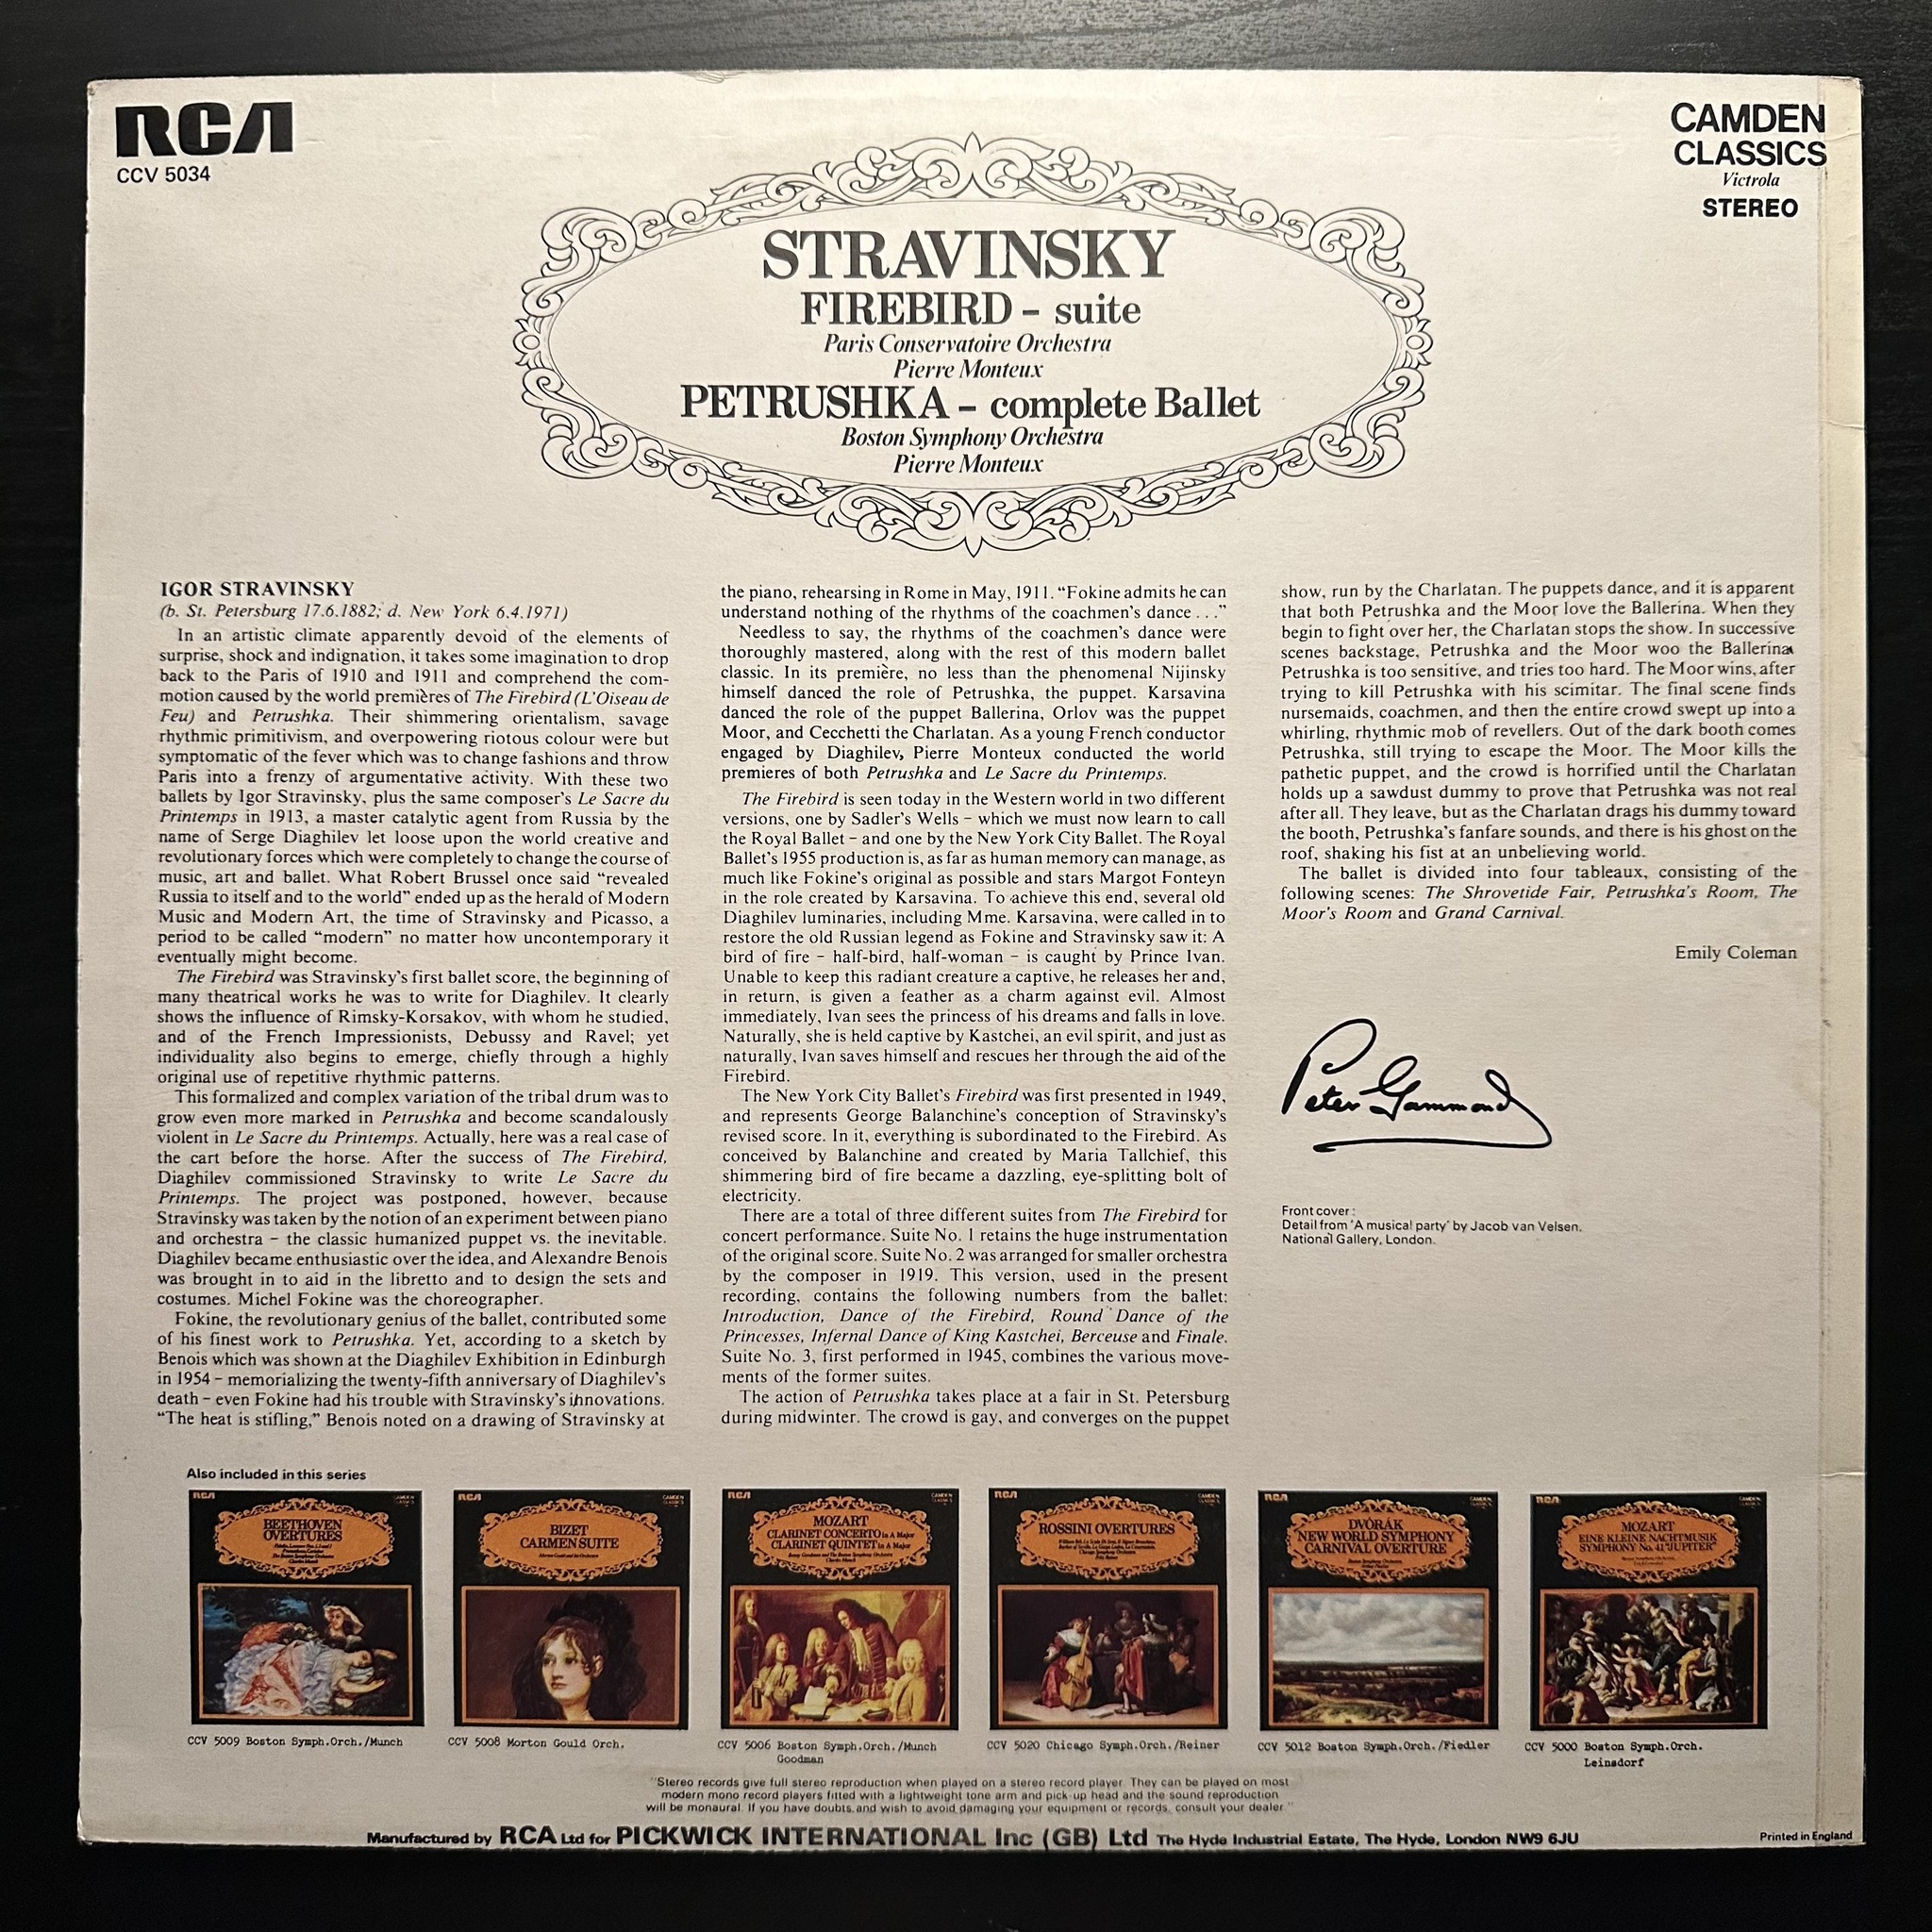 RCA
CCV 5034
CAMDEN
CLASSICS
Victrola
STEREO
STRAVINSKY
FIREBIRD – suite
Paris Conservatoire Orchestra
Pierre Monteux
PETRUSHKA – complete Ballet
Boston Symphony Orchestra
Pierre Monteux
IGOR STRAVINSKY
(b. St. Petersburg 17.6.1882; d. New York 6.4.1971)
In an artistic climate apparently devoid of the elements of
surprise, shock and indignation, it takes some imagination to drop
back to the Paris of 1910 and 1911 and comprehend the com-
motion caused by the world premières of The Firebird (L'Oiseau de
Feu) and Petrushka. Their shimmering orientalism, savage
rhythmic primitivism, and overpowering riotous colour were but
symptomatic of the fever which was to change fashions and throw
Paris into a frenzy of argumentative activity. With these two
ballets by Igor Stravinsky, plus the same composer's Le Sacre du
Printemps in 1913, a master catalytic agent from Russia by the
name of Serge Diaghilev let loose upon the world creative and
revolutionary forces which were completely to change the course of
music, art and ballet. What Robert Brussel once said “revealed
Russia to itself and to the world” ended up as the herald of Modern
Music and Modern Art, the time of Stravinsky and Picasso, a
period to be called “modern” no matter how uncontemporary it
eventually might become.
The Firebird was Stravinsky's first ballet score, the beginning of
many theatrical works he was to write for Diaghilev. It clearly
shows the influence of Rimsky-Korsakov, with whom he studied,
and of the French Impressionists, Debussy and Ravel; yet
individuality also begins to emerge, chiefly through a highly
original use of repetitive rhythmic patterns.
This formalized and complex variation of the tribal drum was to
grow even more marked in Petrushka and become scandalously
violent in Le Sacre du Printemps. Actually, here was a real case of
the cart before the horse. After the success of The Firebird,
Diaghilev commissioned Stravinsky to write Le Sacre du
Printemps. The project was postponed, however, because
Stravinsky was taken by the notion of an experiment between piano
and orchestra – the classic humanized puppet vs. the inevitable.
Diaghilev became enthusiastic over the idea, and Alexandre Benois
was brought in to aid in the libretto and to design the sets and
costumes. Michel Fokine was the choreographer.
Fokine, the revolutionary genius of the ballet, contributed some
of his finest work to Petrushka. Yet, according to a sketch by
Benois which was shown at the Diaghilev Exhibition in Edinburgh
in 1954 – memorializing the twenty-fifth anniversary of Diaghilev's
death – even Fokine had his trouble with Stravinsky's innovations.
“The heat is stifling,” Benois noted on a drawing of Stravinsky at
the piano, rehearsing in Rome in May, 1911. “Fokine admits he can
understand nothing of the rhythms of the coachmen's dance . . .”
Needless to say, the rhythms of the coachmen's dance were
thoroughly mastered, along with the rest of this modern ballet
classic. In its première, no less than the phenomenal Nijinsky
himself danced the role of Petrushka, the puppet. Karsavina
danced the role of the puppet Ballerina, Orlov was the puppet
Moor, and Cecchetti the Charlatan. As a young French conductor
engaged by Diaghilev, Pierre Monteux conducted the world
premieres of both Petrushka and Le Sacre du Printemps.
The Firebird is seen today in the Western world in two different
versions, one by Sadler's Wells – which we must now learn to call
the Royal Ballet – and one by the New York City Ballet. The Royal
Ballet's 1955 production is, as far as human memory can manage, as
much like Fokine's original as possible and stars Margot Fonteyn
in the role created by Karsavina. To achieve this end, several old
Diaghilev luminaries, including Mme. Karsavina, were called in to
restore the old Russian legend as Fokine and Stravinsky saw it: A
bird of fire – half-bird, half-woman – is caught by Prince Ivan.
Unable to keep this radiant creature a captive, he releases her and,
in return, is given a feather as a charm against evil. Almost
immediately, Ivan sees the princess of his dreams and falls in love.
Naturally, she is held captive by Kastchei, an evil spirit, and just as
naturally, Ivan saves himself and rescues her through the aid of the
Firebird.
The New York City Ballet's Firebird was first presented in 1949,
and represents George Balanchine's conception of Stravinsky's
revised score. In it, everything is subordinated to the Firebird. As
conceived by Balanchine and created by Maria Tallchief, this
shimmering bird of fire became a dazzling, eye-splitting bolt of
electricity.
There are a total of three different suites from The Firebird for
concert performance. Suite No. 1 retains the huge instrumentation
of the original score. Suite No. 2 was arranged for smaller orchestra
by the composer in 1919. This version, used in the present
recording, contains the following numbers from the ballet:
Introduction, Dance of the Firebird, Round Dance of the
Princesses, Infernal Dance of King Kastchei, Berceuse and Finale.
Suite No. 3, first performed in 1945, combines the various move-
ments of the former suites.
The action of Petrushka takes place at a fair in St. Petersburg
during midwinter. The crowd is gay, and converges on the puppet
show, run by the Charlatan. The puppets dance, and it is apparent
that both Petrushka and the Moor love the Ballerina. When they
begin to fight over her, the Charlatan stops the show. In successive
scenes backstage, Petrushka and the Moor woo the Ballerina.
Petrushka is too sensitive, and tries too hard. The Moor wins, after
trying to kill Petrushka with his scimitar. The final scene finds
nursemaids, coachmen, and then the entire crowd swept up into a
whirling, rhythmic mob of revellers. Out of the dark booth comes
Petrushka, still trying to escape the Moor. The Moor kills the
pathetic puppet, and the crowd is horrified until the Charlatan
holds up a sawdust dummy to prove that Petrushka was not real
after all. They leave, but as the Charlatan drags his dummy toward
the booth, Petrushka's fanfare sounds, and there is his ghost on the
roof, shaking his fist at an unbelieving world.
The ballet is divided into four tableaux, consisting of the
following scenes: The Shrovetide Fair, Petrushka's Room, The
Moor's Room and Grand Carnival.
Emily Coleman
Peter Gammond
Front cover:
Detail from 'A musical party' by Jacob van Velsen.
National Gallery, London.
Also included in this series
RCA CAMDEN CLASSICS
BEETHOVEN
OVERTURES
RCA CAMDEN CLASSICS
BIZET
CARMEN SUITE
RCA CAMDEN CLASSICS
MOZART
CLARINET CONCERTO in A Major
CLARINET QUINTET in A Major
RCA CAMDEN CLASSICS
ROSSINI OVERTURES
RCA CAMDEN CLASSICS
DVOŘÁK
NEW WORLD SYMPHONY
CARNIVAL OVERTURE
RCA CAMDEN CLASSICS
MOZART
EINE KLEINE NACHTMUSIK
SYMPHONY No. 41 "JUPITER"
CCV 5009 Boston Symph.Orch./Munch
CCV 5008 Morton Gould Orch.
CCV 5006 Boston Symph.Orch./Munch
Goodman
CCV 5020 Chicago Symph.Orch./Reiner
CCV 5012 Boston Symph.Orch./Fiedler
CCV 5000 Boston Symph.Orch.
Leinsdorf
"Stereo records give full stereo reproduction when played on a stereo record player. They can be played on most
modern mono record players fitted with a lightweight tone arm and pick-up head and the sound reproduction
will be monaural. If you have doubts, and wish to avoid damaging your equipment or records, consult your dealer."
Manufactured by RCA Ltd for PICKWICK INTERNATIONAL Inc (GB) Ltd The Hyde Industrial Estate, The Hyde, London NW9 6JU
Printed in England